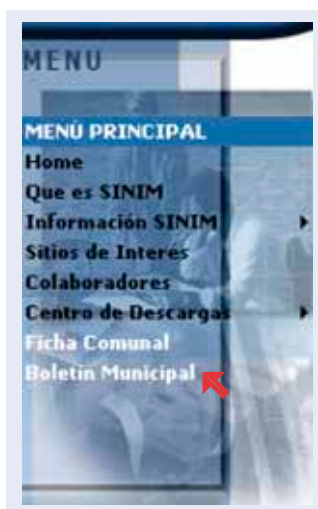 MENU
MENÚ PRINCIPAL
Home
Que es SINIM
Información SINIM
Sitios de Interes
Colaboradores
Centro de Descargas
Ficha Comunal
Boletín Municipal